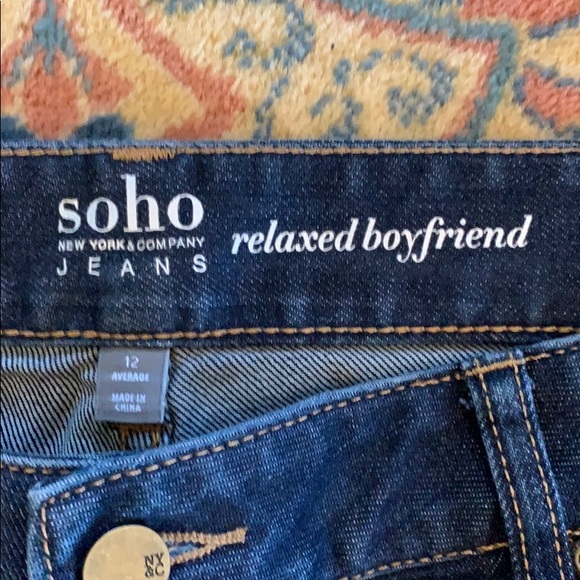 soho
NEW YORK & COMPANY
JEANS
relaxed boyfriend
12
AVERAGE
MADE IN
CHINA
NY
&C